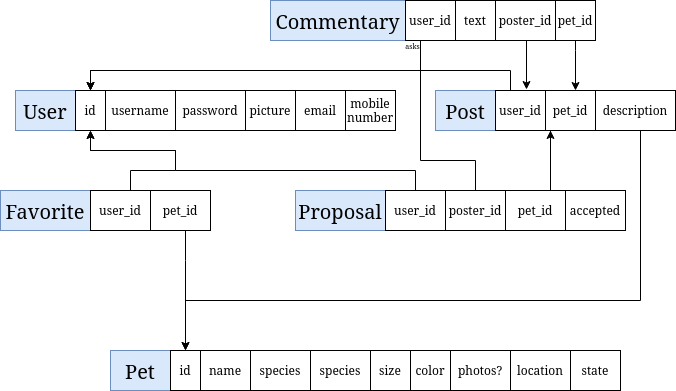 Commentary user_id text poster_id pet_id
asks
User id username password picture email mobile number
Post user_id pet_id description
Favorite user_id pet_id
Proposal user_id poster_id pet_id accepted
Pet id name species species size color photos? location state